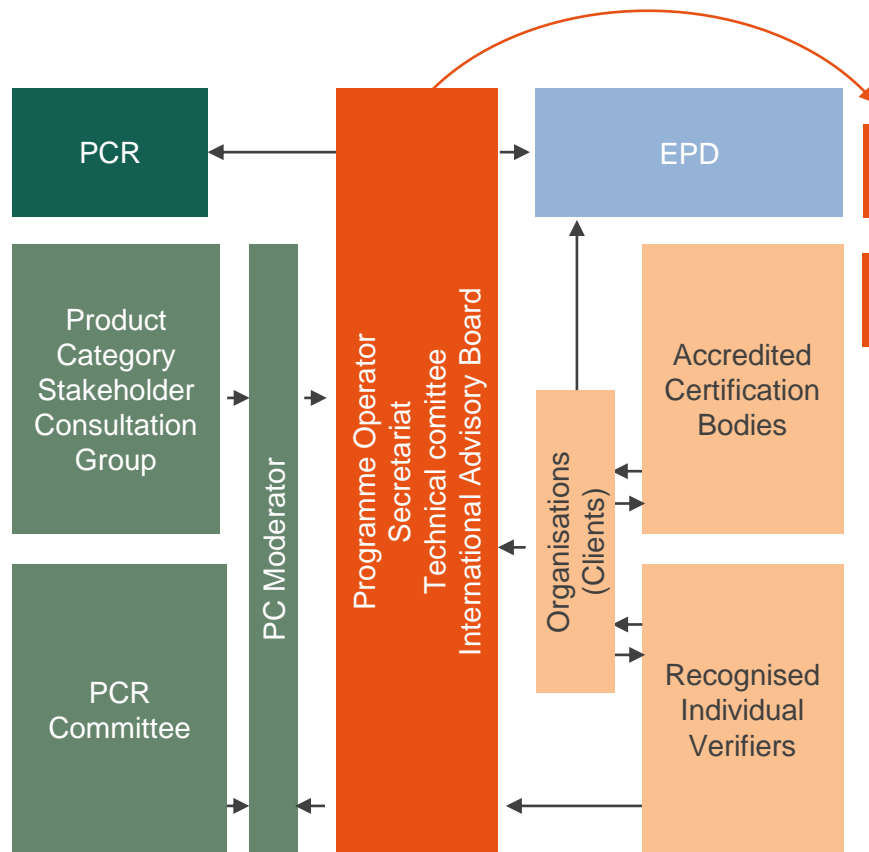 PCR
EPD
Product
Category
Stakeholder
Consultation
Group
PC Moderator
Programme Operator
Secretariat
Technical comittee
International Advisory Board
Organisations
(Clients)
Accredited
Certification
Bodies
PCR
Committee
Recognised
Individual
Verifiers